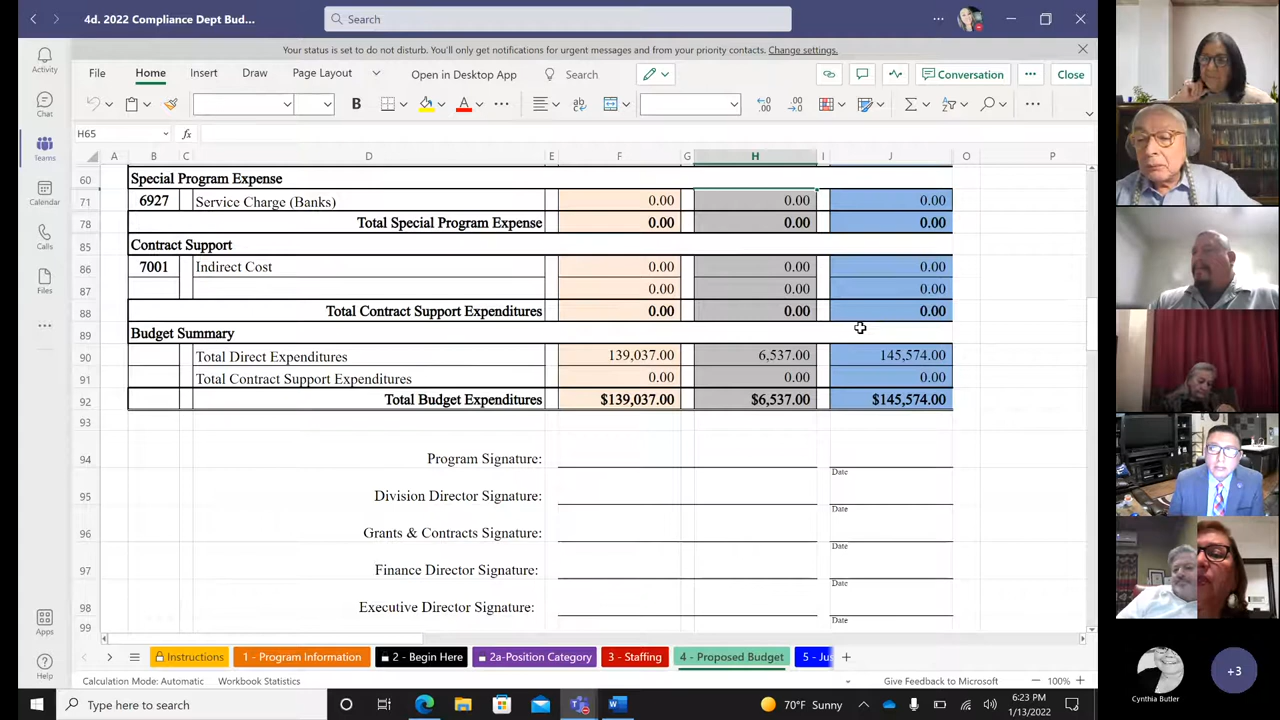 4d. 2022 Compliance Dept Bud...
Search
Your status is set to do not disturb. You'll only get notifications for urgent messages and from your priority contacts. Change settings.
Activity
Chat
Teams
Calendar
Calls
Files
Apps
Help
File Home Insert Draw Page Layout Open in Desktop App Search Conversation Close
B A
H65 fx
A B C D E F G H I J O P
60 Special Program Expense
71 6927 Service Charge (Banks) 0.00 0.00 0.00
78 Total Special Program Expense 0.00 0.00 0.00
85 Contract Support
86 7001 Indirect Cost 0.00 0.00 0.00
87 0.00 0.00 0.00
88 Total Contract Support Expenditures 0.00 0.00 0.00
89 Budget Summary
90 Total Direct Expenditures 139,037.00 6,537.00 145,574.00
91 Total Contract Support Expenditures 0.00 0.00 0.00
92 Total Budget Expenditures $139,037.00 $6,537.00 $145,574.00
93
94 Program Signature:
Date
95 Division Director Signature:
Date
96 Grants & Contracts Signature:
Date
97 Finance Director Signature:
Date
98 Executive Director Signature:
Date
99
Instructions 1 - Program Information 2 - Begin Here 2a-Position Category 3 - Staffing 4 - Proposed Budget 5 - Jus
Calculation Mode: Automatic Workbook Statistics Give Feedback to Microsoft 100%
Type here to search
70°F Sunny
6:23 PM
1/13/2022
Cynthia Butler
+3